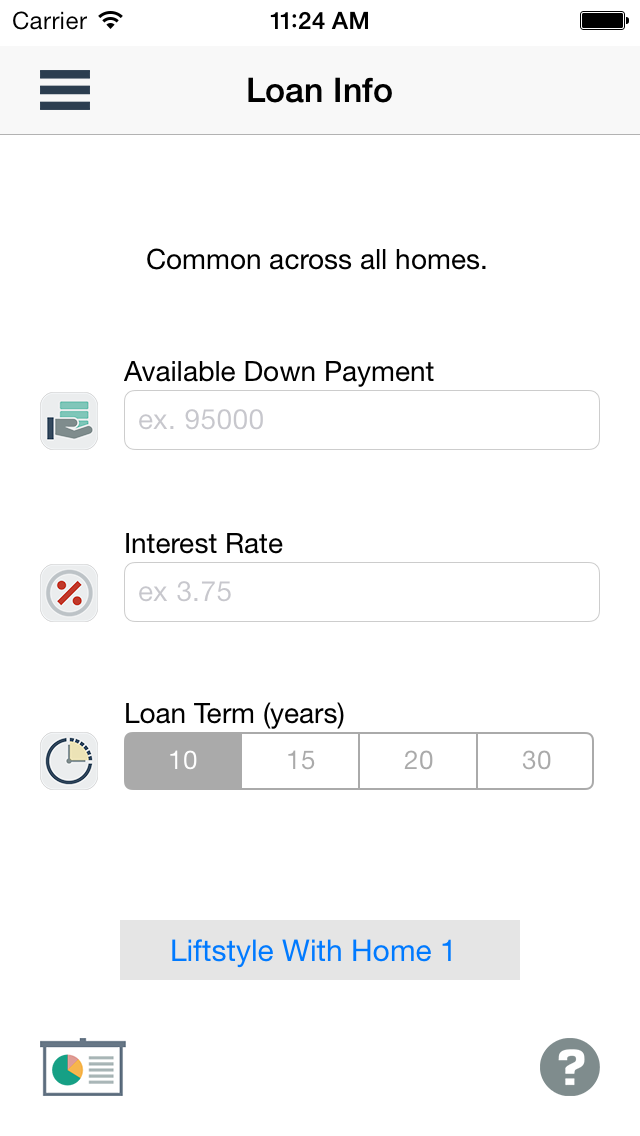 Carrier 11:24 AM
Loan Info
Common across all homes.
Available Down Payment
ex. 95000
Interest Rate
ex 3.75
Loan Term (years)
10 15 20 30
Liftstyle With Home 1
?